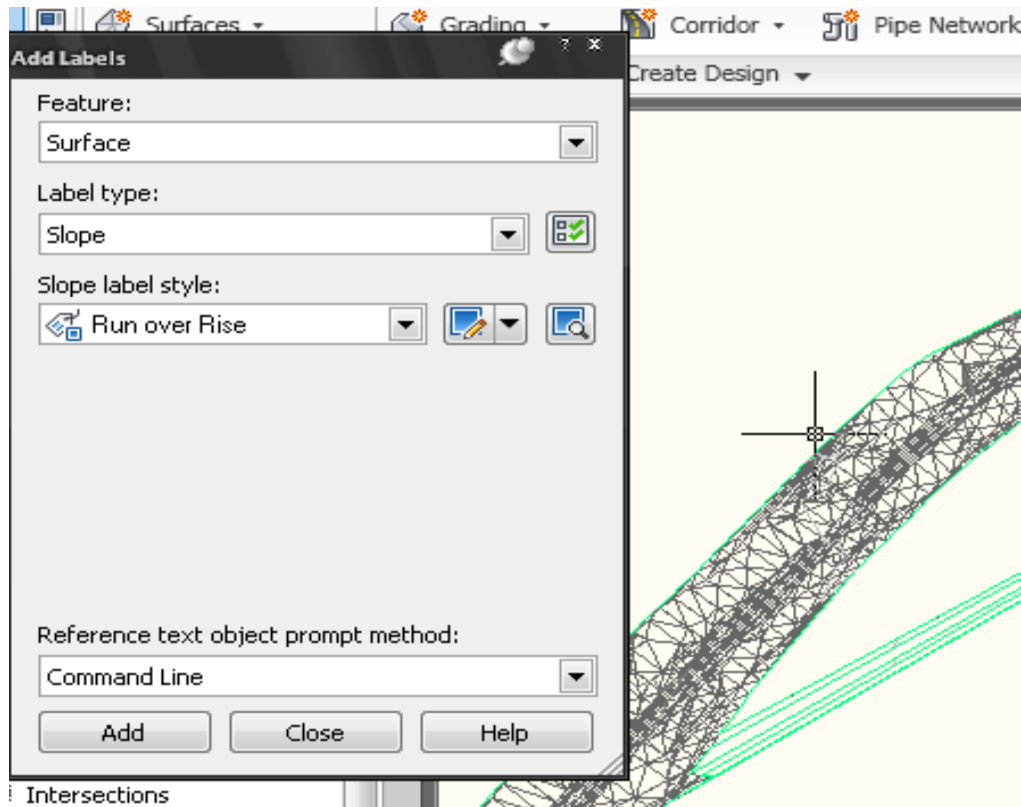 Surfaces
Grading
Corridor
Pipe Network
Create Design
Add Labels
?
x
Feature:
Surface
Label type:
Slope
Slope label style:
Run over Rise
Reference text object prompt method:
Command Line
Add
Close
Help
Intersections